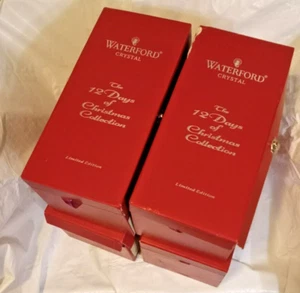 WATERFORD
CRYSTAL
The
12 Days
of
Christmas
Collection
Limited Edition
WATERFORD
CRYSTAL
The
12 Days
of
Christmas
Collection
Limited Edition